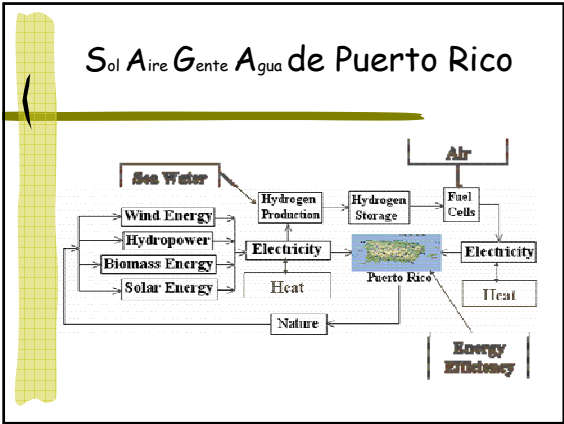 Sol Aire Gente Agua de Puerto Rico
Air
Sea Water
Hydrogen
Production
Hydrogen
Storage
Fuel
Cells
Wind Energy
Hydropower
Biomass Energy
Solar Energy
Electricity
Heat
Puerto Rico
Electricity
Heat
Nature
Energy
Efficiency